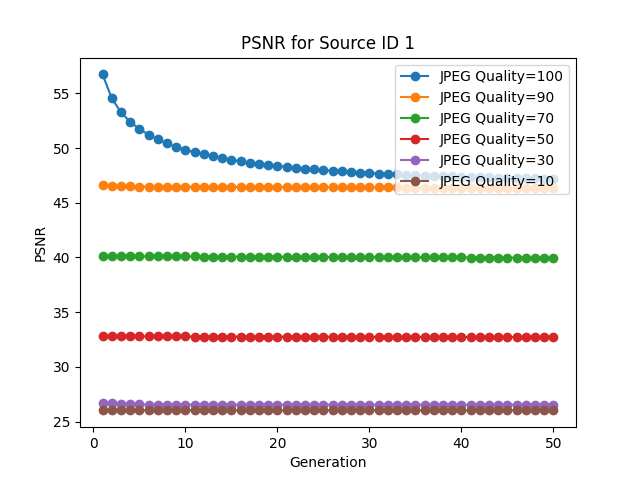 PSNR for Source ID 1
JPEG Quality=100
JPEG Quality=90
JPEG Quality=70
JPEG Quality=50
JPEG Quality=30
JPEG Quality=10
PSNR
55
50
45
40
35
30
25
0 10 20 30 40 50
Generation